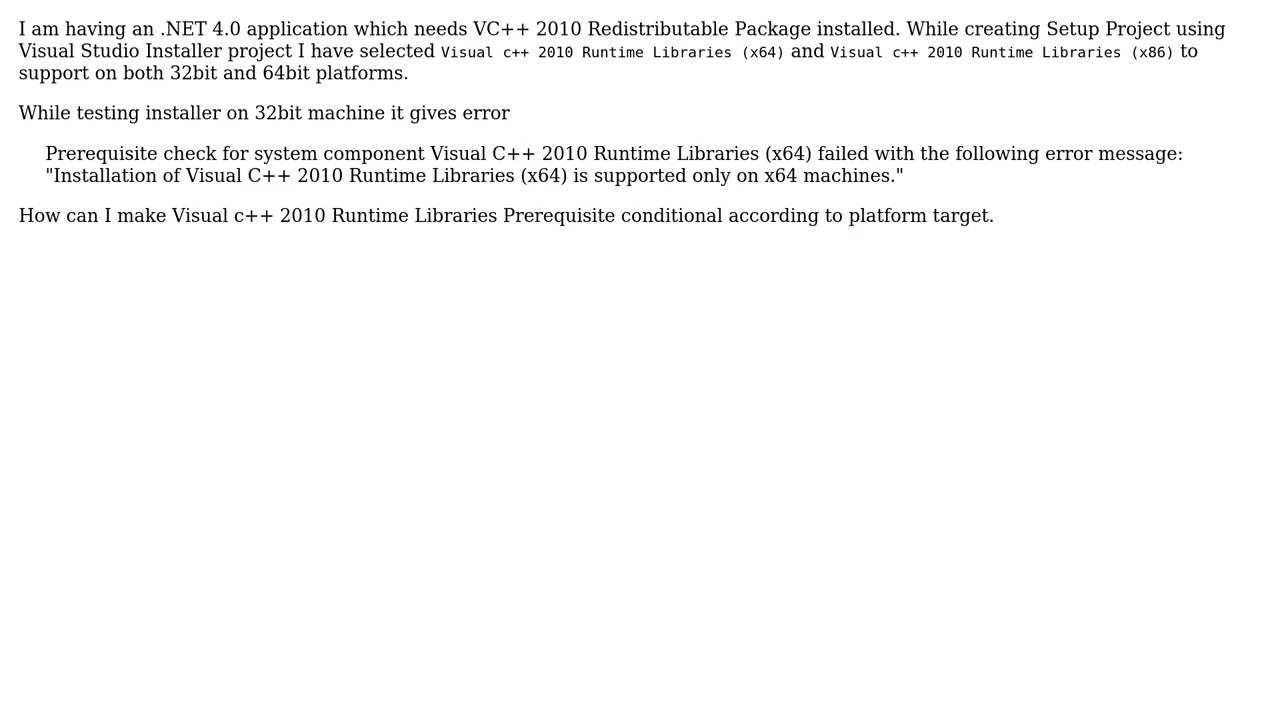 I am having an .NET 4.0 application which needs VC++ 2010 Redistributable Package installed. While creating Setup Project using
Visual Studio Installer project I have selected Visual c++ 2010 Runtime Libraries (x64) and Visual c++ 2010 Runtime Libraries (x86) to
support on both 32bit and 64bit platforms.
While testing installer on 32bit machine it gives error
Prerequisite check for system component Visual C++ 2010 Runtime Libraries (x64) failed with the following error message:
"Installation of Visual C++ 2010 Runtime Libraries (x64) is supported only on x64 machines."
How can I make Visual c++ 2010 Runtime Libraries Prerequisite conditional according to platform target.